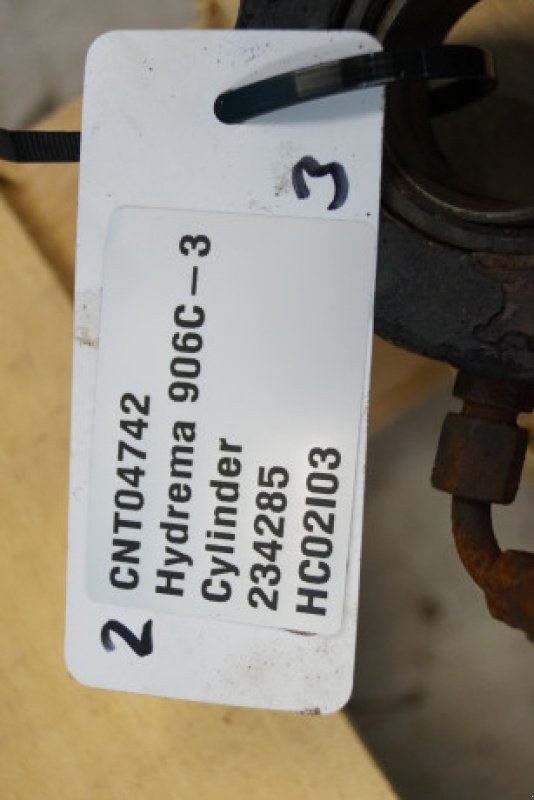 3
CNT04742
Hydrema 906C-3
Cylinder
234285
HC02I03
2